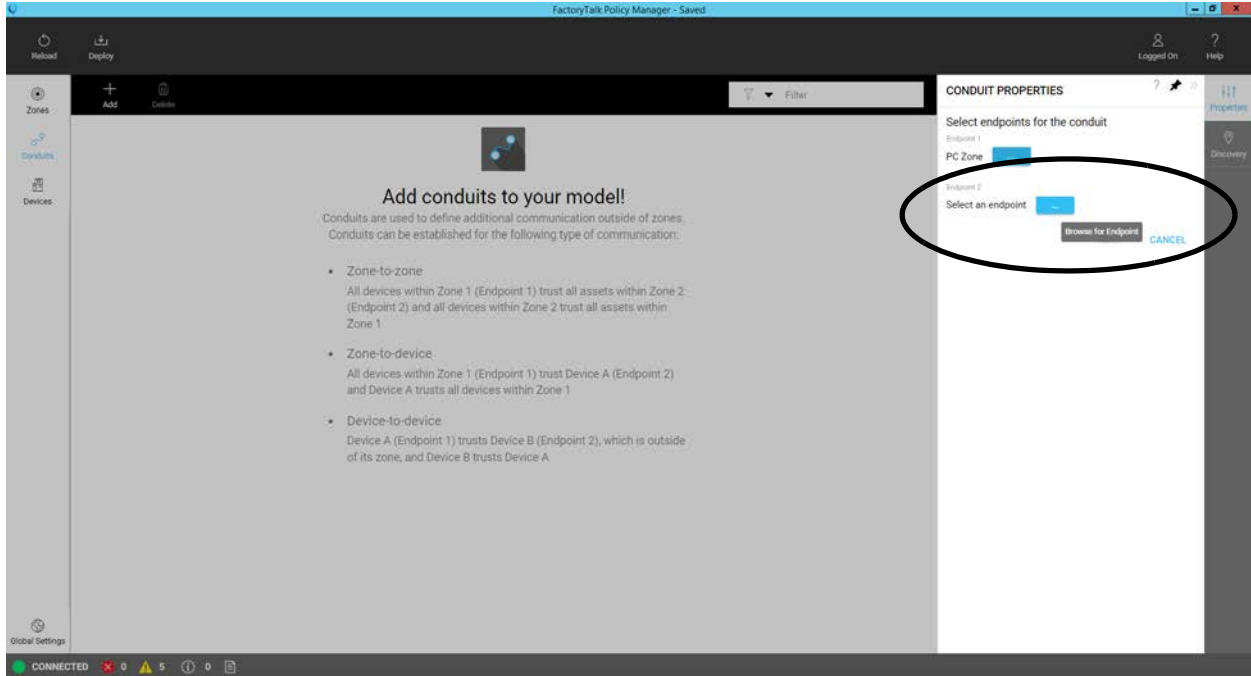 FactoryTalk Policy Manager - Saved
Reload
Deploy
Logged On
Help
Zones
Conduits
Devices
Global Settings
Add
Delete
Filter
Add conduits to your model!
Conduits are used to define additional communication outside of zones.
Conduits can be established for the following type of communication:
• Zone-to-zone
All devices within Zone 1 (Endpoint 1) trust all assets within Zone 2
(Endpoint 2) and all devices within Zone 2 trust all assets within
Zone 1
• Zone-to-device
All devices within Zone 1 (Endpoint 1) trust Device A (Endpoint 2)
and Device A trusts all devices within Zone 1
• Device-to-device
Device A (Endpoint 1) trusts Device B (Endpoint 2), which is outside
of its zone, and Device B trusts Device A
CONDUIT PROPERTIES
?
Select endpoints for the conduit
Endpoint 1
PC Zone ...
Endpoint 2
Select an endpoint ...
Browse for Endpoint
CANCEL
Properties
Discovery
CONNECTED 0 5 0